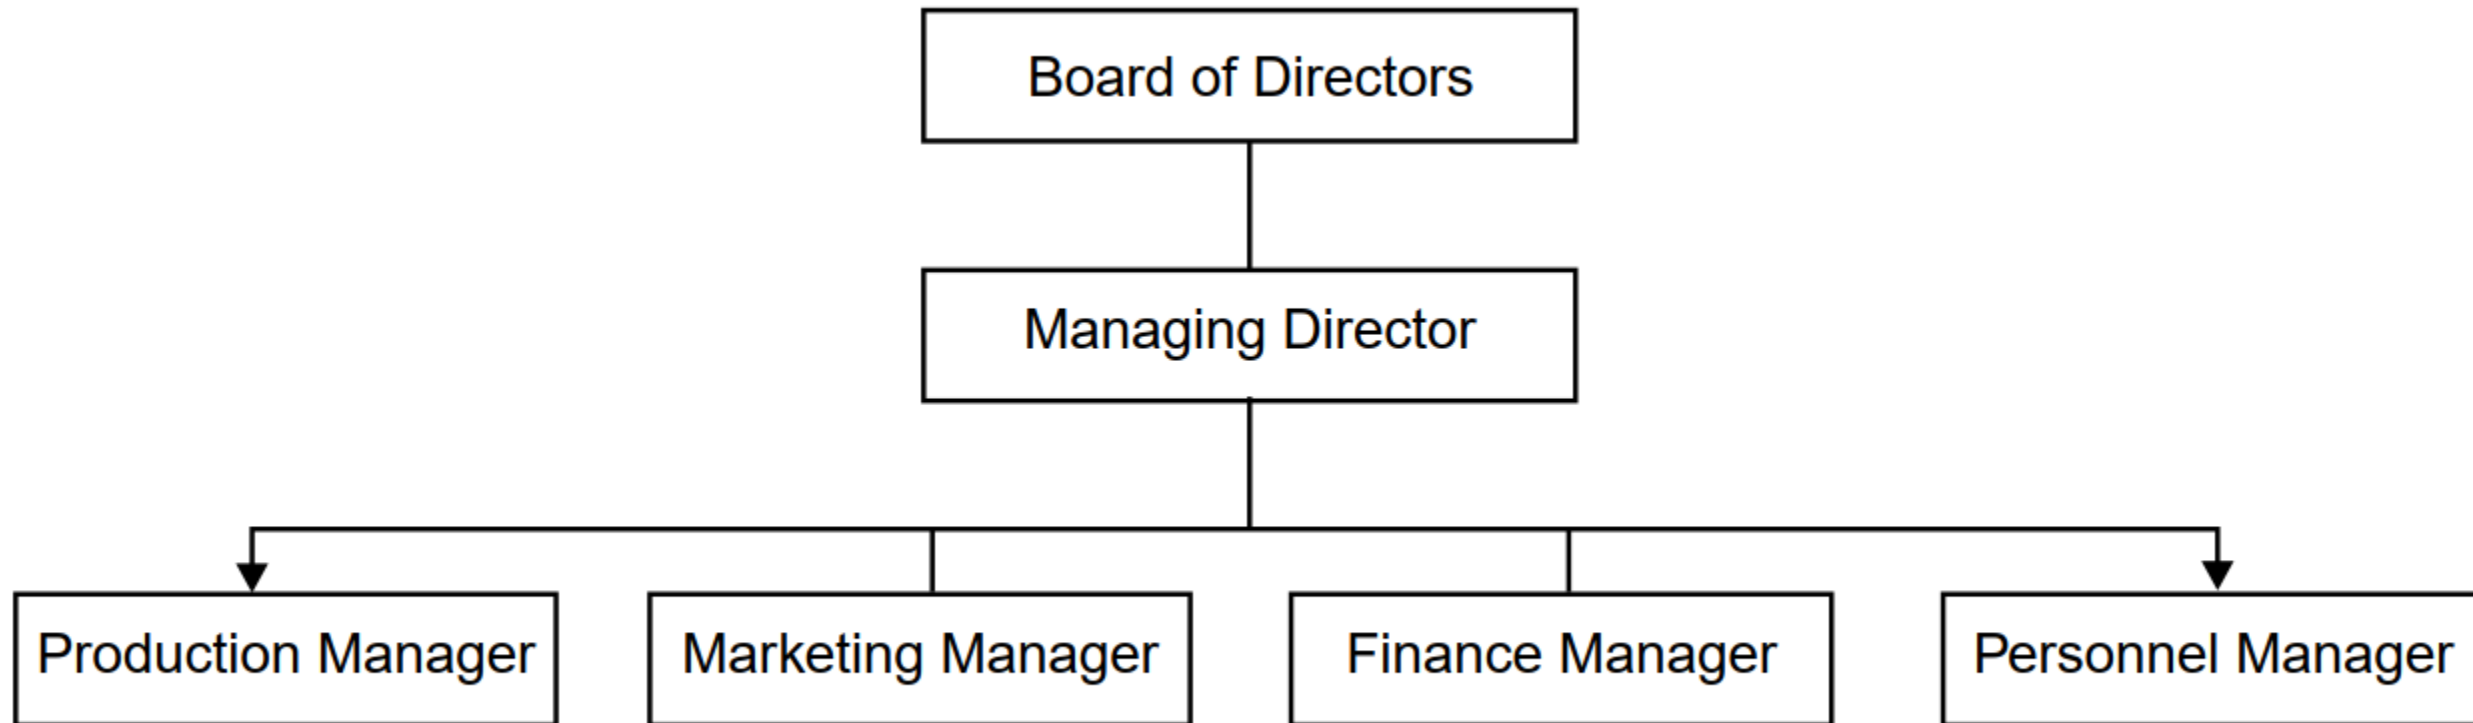 Board of Directors
Managing Director
Production Manager
Marketing Manager
Finance Manager
Personnel Manager